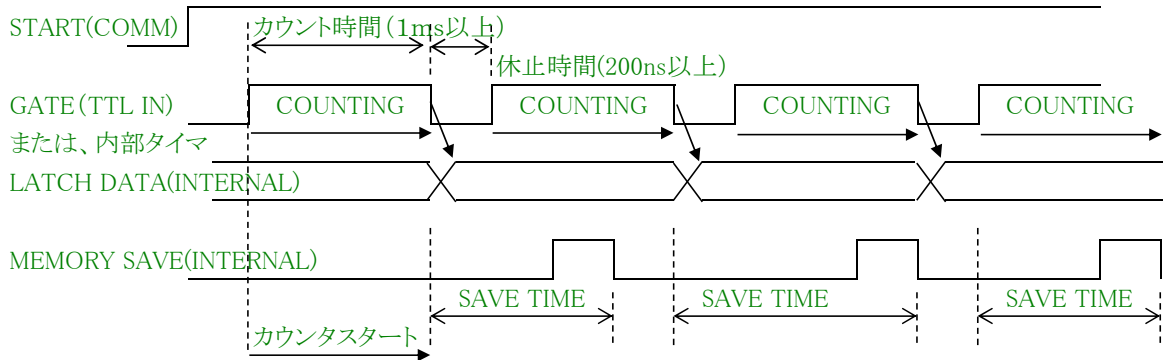 START(COMM)
カウント時間(1ms以上)
休止時間(200ns以上)
GATE(TTL IN)
COUNTING
COUNTING
COUNTING
COUNTING
または、内部タイマ
LATCH DATA(INTERNAL)
MEMORY SAVE(INTERNAL)
SAVE TIME
SAVE TIME
SAVE TIME
カウンタスタート